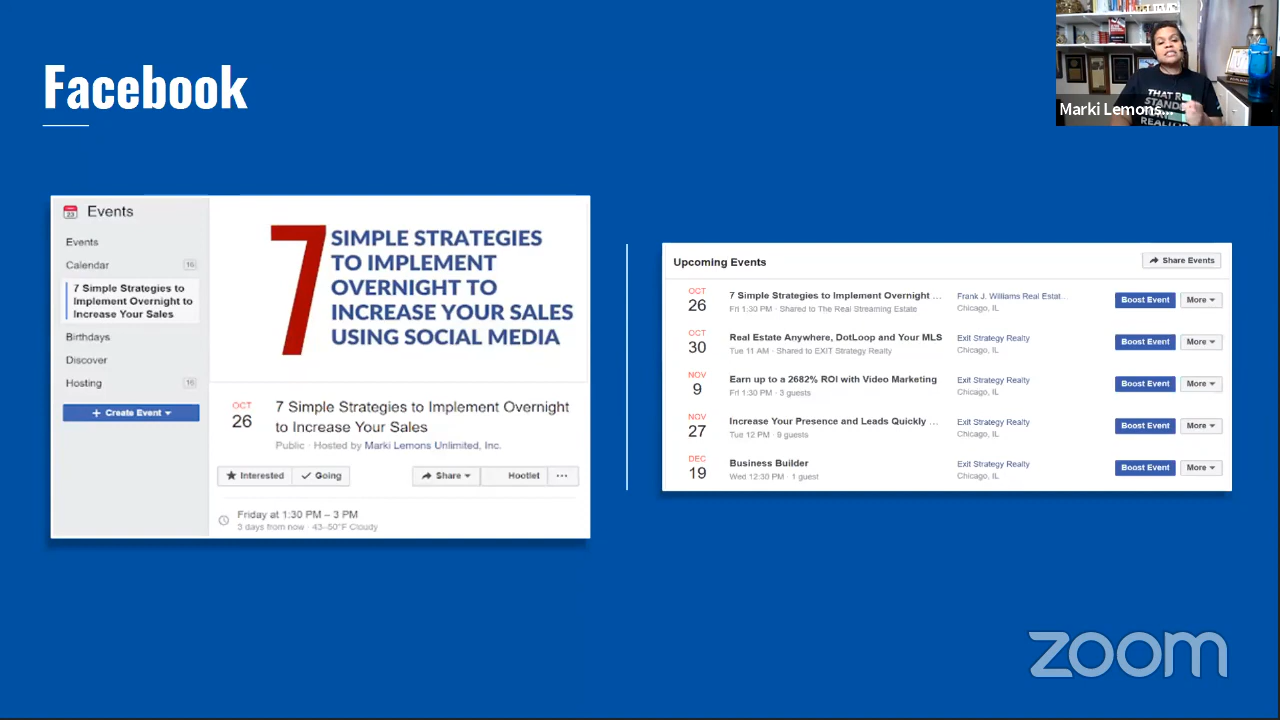 Facebook
Marki Lemons...
THAT R
STAND
Events
Events
Calendar 16
7 Simple Strategies to
Implement Overnight to
Increase Your Sales
Birthdays
Discover
Hosting 16
+ Create Event
7
SIMPLE STRATEGIES
TO IMPLEMENT
OVERNIGHT TO
INCREASE YOUR SALES
USING SOCIAL MEDIA
OCT
26
7 Simple Strategies to Implement Overnight
to Increase Your Sales
Public · Hosted by Marki Lemons Unlimited, Inc.
Interested Going Share Hootlet ...
Friday at 1:30 PM – 3 PM
3 days from now · 43–50°F Cloudy
Upcoming Events Share Events
OCT
26
7 Simple Strategies to Implement Overnight ...
Fri 1:30 PM · Shared to The Real Streaming Estate
Frank J. Williams Real Estat...
Chicago, IL
Boost Event More
OCT
30
Real Estate Anywhere, DotLoop and Your MLS
Tue 11 AM · Shared to EXIT Strategy Realty
Exit Strategy Realty
Chicago, IL
Boost Event More
NOV
9
Earn up to a 2682% ROI with Video Marketing
Fri 1:30 PM · 3 guests
Exit Strategy Realty
Chicago, IL
Boost Event More
NOV
27
Increase Your Presence and Leads Quickly ...
Tue 12 PM · 9 guests
Exit Strategy Realty
Chicago, IL
Boost Event More
DEC
19
Business Builder
Wed 12:30 PM · 1 guest
Exit Strategy Realty
Chicago, IL
Boost Event More
zoom